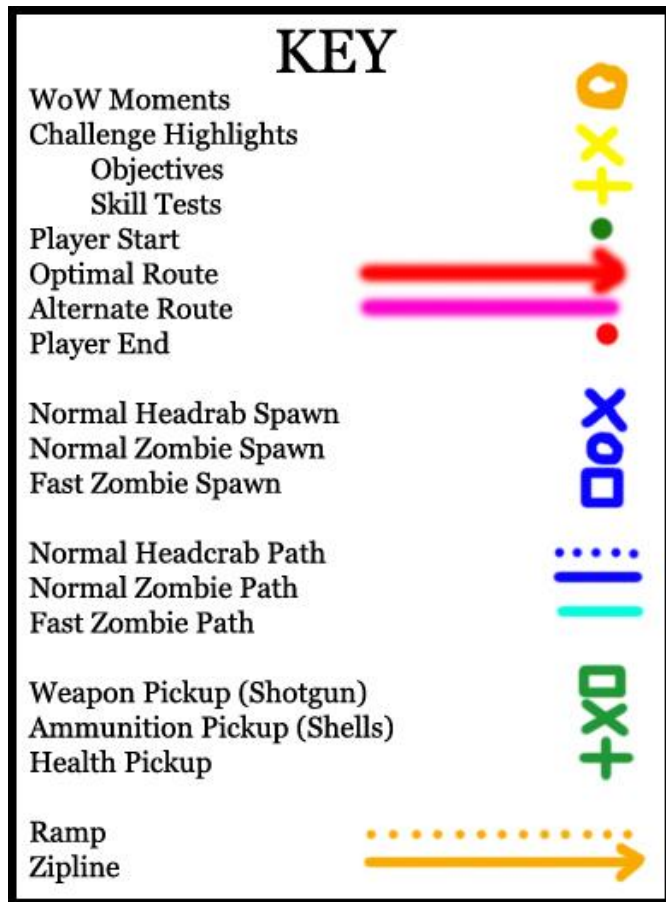 KEY
WoW Moments
Challenge Highlights
Objectives
Skill Tests
Player Start
Optimal Route
Alternate Route
Player End
Normal Headrab Spawn
Normal Zombie Spawn
Fast Zombie Spawn
Normal Headcrab Path
Normal Zombie Path
Fast Zombie Path
Weapon Pickup (Shotgun)
Ammunition Pickup (Shells)
Health Pickup
Ramp
Zipline